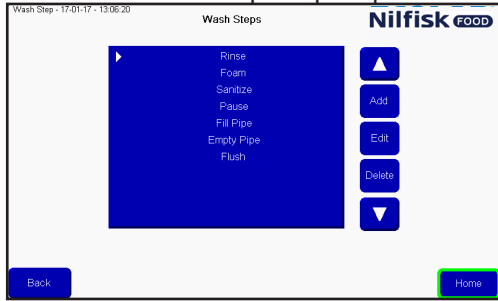 Wash Step - 17-01-17 - 13:06:20
Wash Steps
Nilfisk FOOD
Rinse
Foam
Sanitize
Pause
Fill Pipe
Empty Pipe
Flush
Add
Edit
Delete
Back
Home